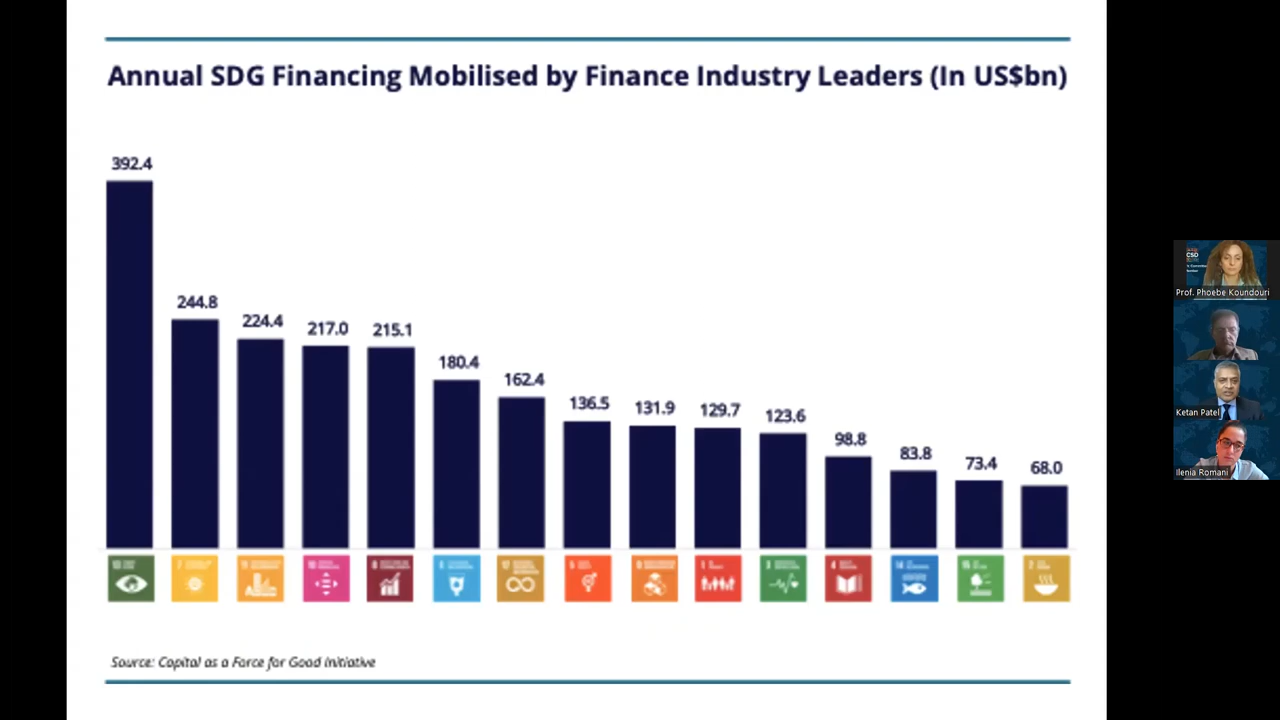 Annual SDG Financing Mobilised by Finance Industry Leaders (In US$bn)
392.4
244.8
224.4
217.0
215.1
180.4
162.4
136.5
131.9
129.7
123.6
98.8
83.8
73.4
68.0
Source: Capital as a Force for Good Initiative
CSD
Prof. Phoebe Koundouri
Ketan Patel
Ilenia Romani